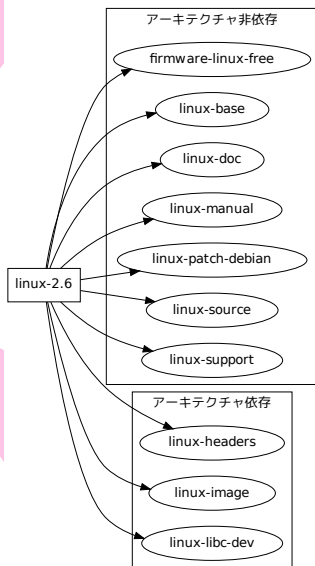 アーキテクチャ非依存
firmware-linux-free
linux-base
linux-doc
linux-manual
linux-patch-debian
linux-2.6
linux-source
linux-support
アーキテクチャ依存
linux-headers
linux-image
linux-libc-dev